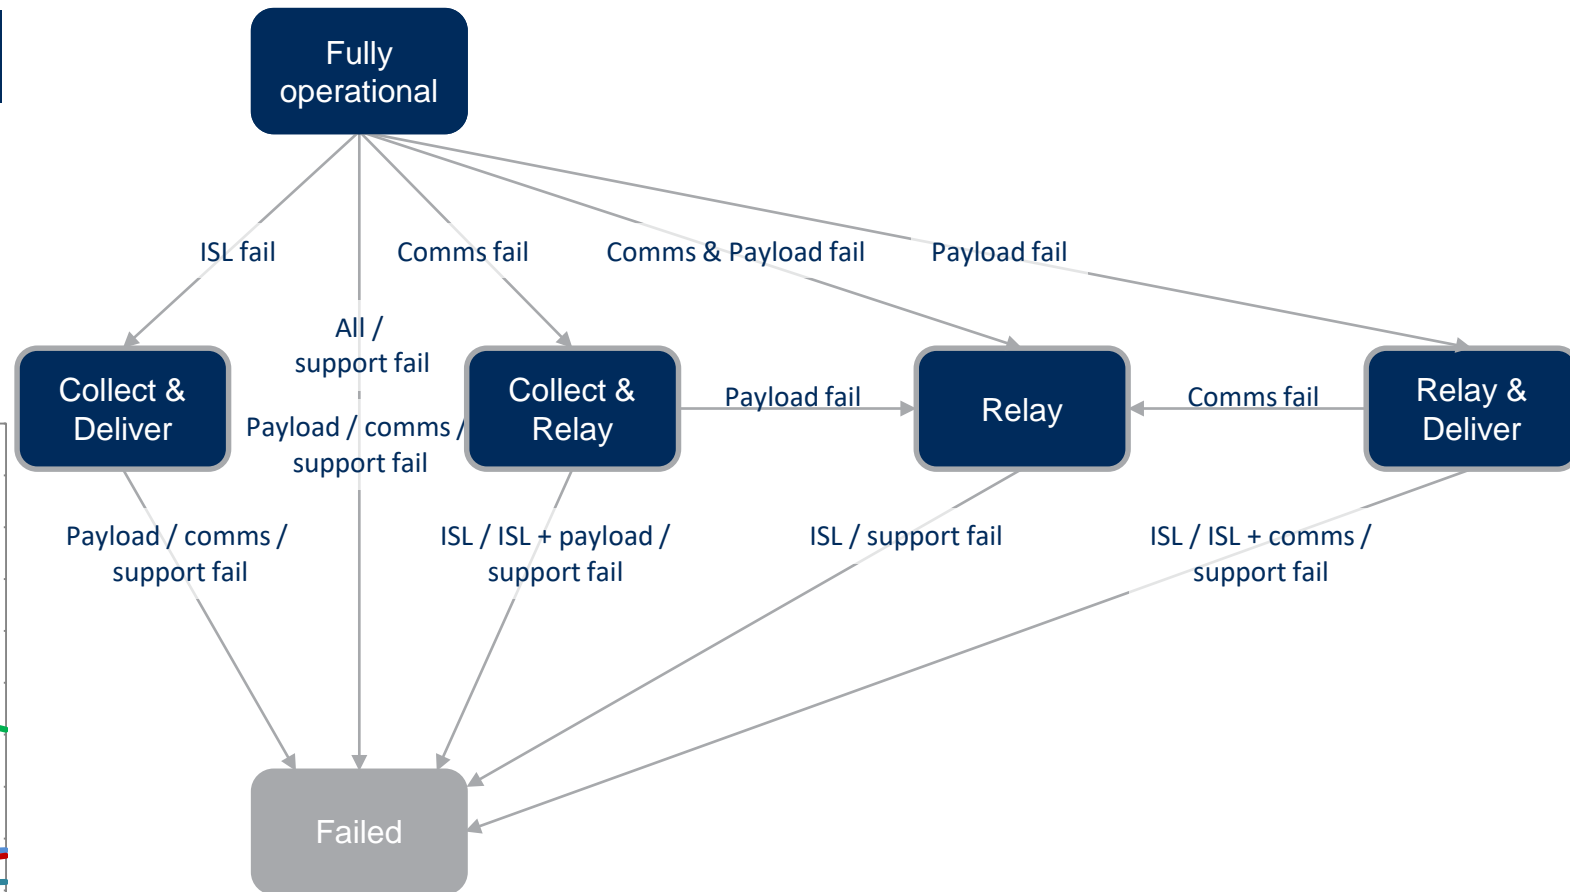 Fully
operational
ISL fail
Comms fail
Comms & Payload fail
Payload fail
All /
support fail
Collect &
Deliver
Payload / comms /
support fail
Collect &
Relay
Payload fail
Relay
Comms fail
Relay &
Deliver
Payload / comms /
support fail
ISL / ISL + payload /
support fail
ISL / support fail
ISL / ISL + comms /
support fail
Failed